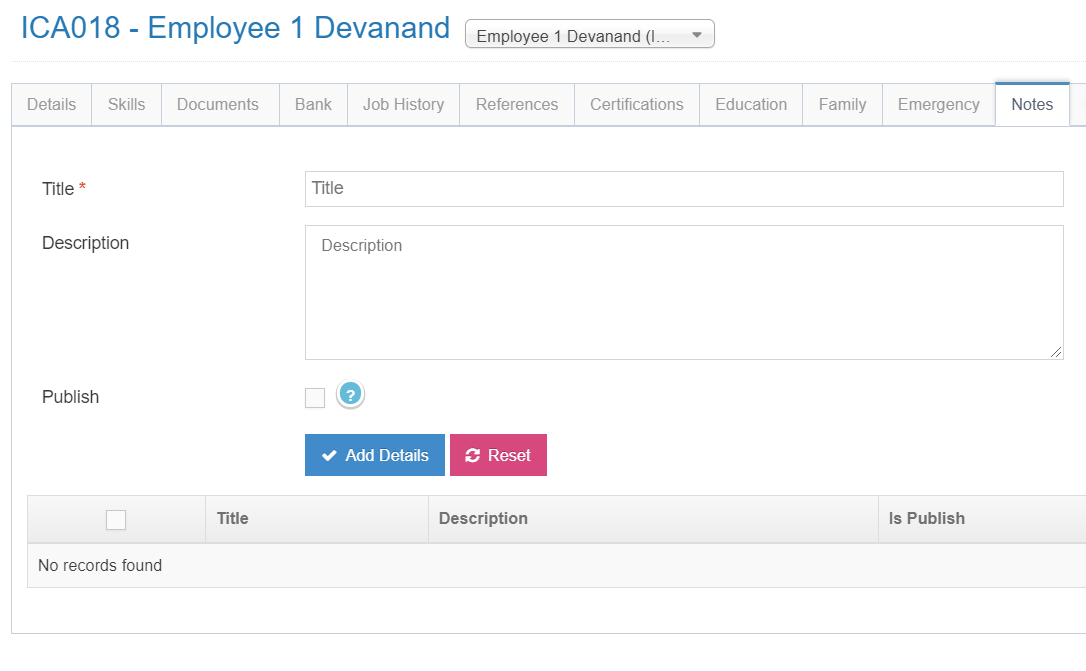 ICA018 - Employee 1 Devanand Employee 1 Devanand (I...
Details Skills Documents Bank Job History References Certifications Education Family Emergency Notes
Title * Title
Description Description
Publish ?
Add Details Reset
Title Description Is Publish
No records found